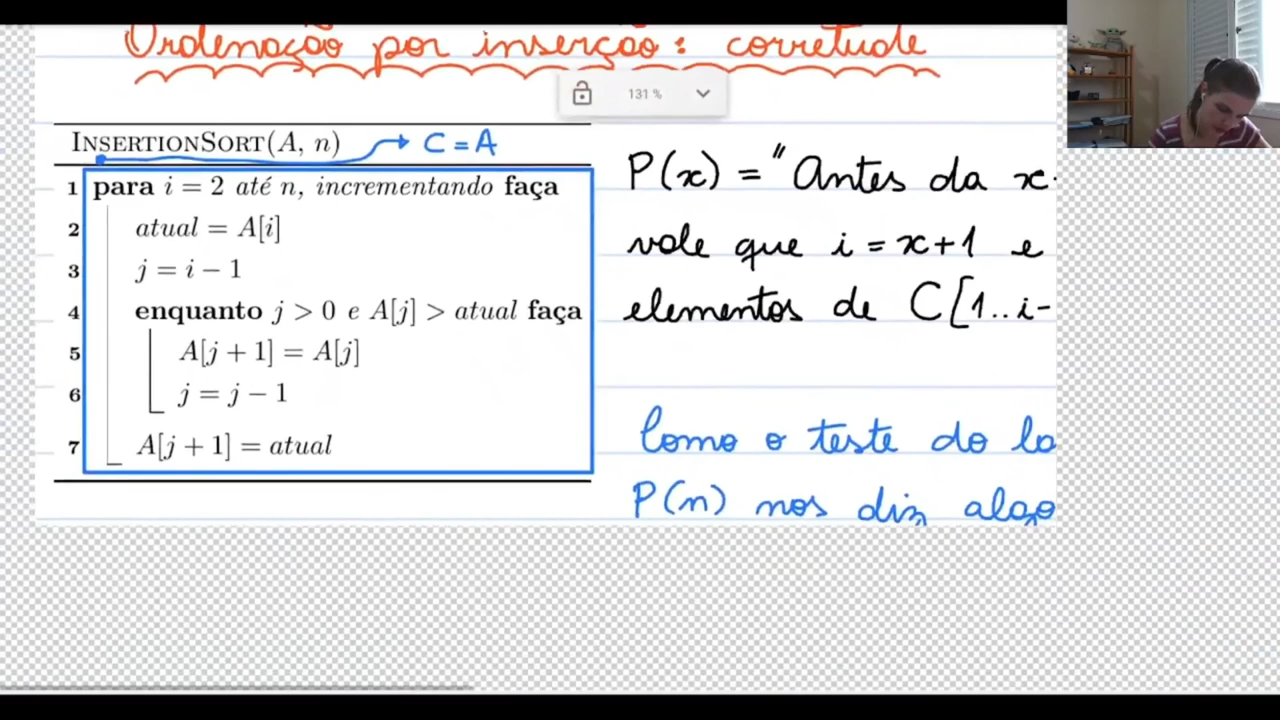 Ordenação por inserção: corretude
131 %
INSERTIONSORT(A, n) → C = A
1 para i = 2 até n, incrementando faça
2 atual = A[i]
3 j = i − 1
4 enquanto j > 0 e A[j] > atual faça
5 A[j + 1] = A[j]
6 j = j − 1
7 A[j + 1] = atual
P(x) = "Antes da x
vale que i = x+1 e
elementos de C[1..i-
Como o teste do
P(n) nos diz algo